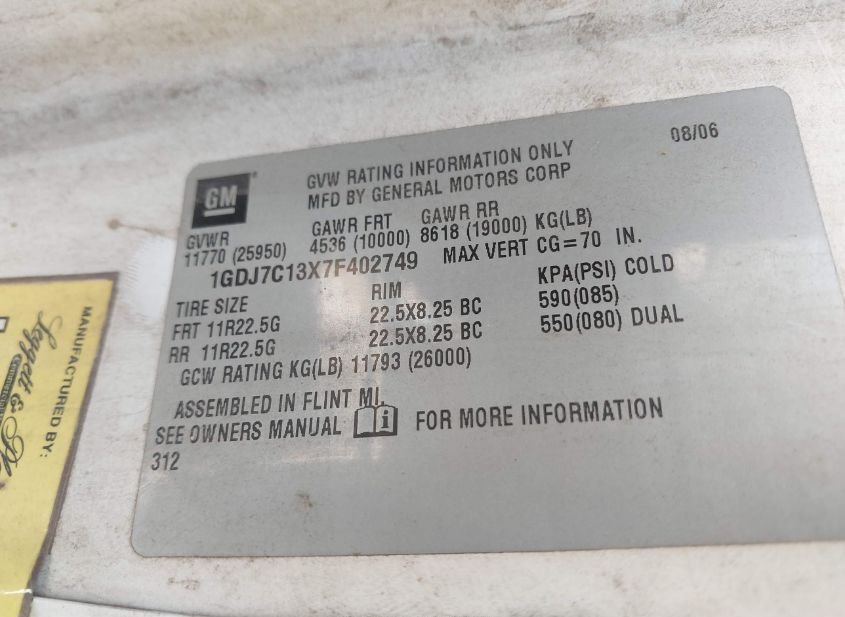 08/06
GM
GVW RATING INFORMATION ONLY
MFD BY GENERAL MOTORS CORP
GVWR GAWR FRT GAWR RR
11770 (25950) 4536 (10000) 8618 (19000) KG(LB)
1GDJ7C13X7F402749 MAX VERT CG=70 IN.
TIRE SIZE RIM KPA(PSI) COLD
FRT 11R22.5G 22.5X8.25 BC 590(085)
RR 11R22.5G 22.5X8.25 BC 550(080) DUAL
GCW RATING KG(LB) 11793 (26000)
ASSEMBLED IN FLINT MI.
SEE OWNERS MANUAL i FOR MORE INFORMATION
312
MANUFACTURED BY:
Leggett &